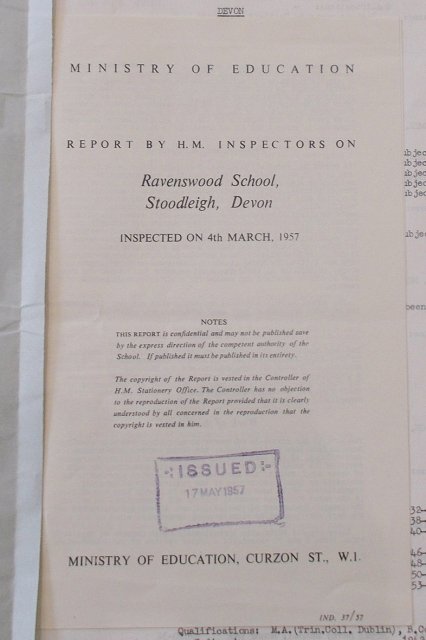 DEVON
MINISTRY OF EDUCATION
REPORT BY H.M. INSPECTORS ON
Ravenswood School,
Stoodleigh, Devon
INSPECTED ON 4th MARCH, 1957
NOTES
THIS REPORT is confidential and may not be published save
by the express direction of the competent authority of the
School. If published it must be published in its entirety.
The copyright of the Report is vested in the Controller of
H.M. Stationery Office. The Controller has no objection
to the reproduction of the Report provided that it is clearly
understood by all concerned in the reproduction that the
copyright is vested in him.
-:ISSUED:-
17 MAY 1957
MINISTRY OF EDUCATION, CURZON ST., W.1.
IND. 37/57
Qualifications: M.A.(Trin.Coll. Dublin),